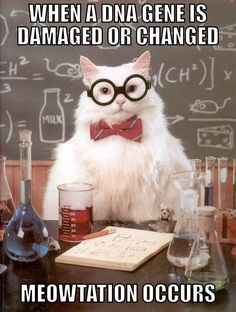 WHEN A DNA GENE IS
DAMAGED OR CHANGED
MILK
MEOWTATION OCCURS